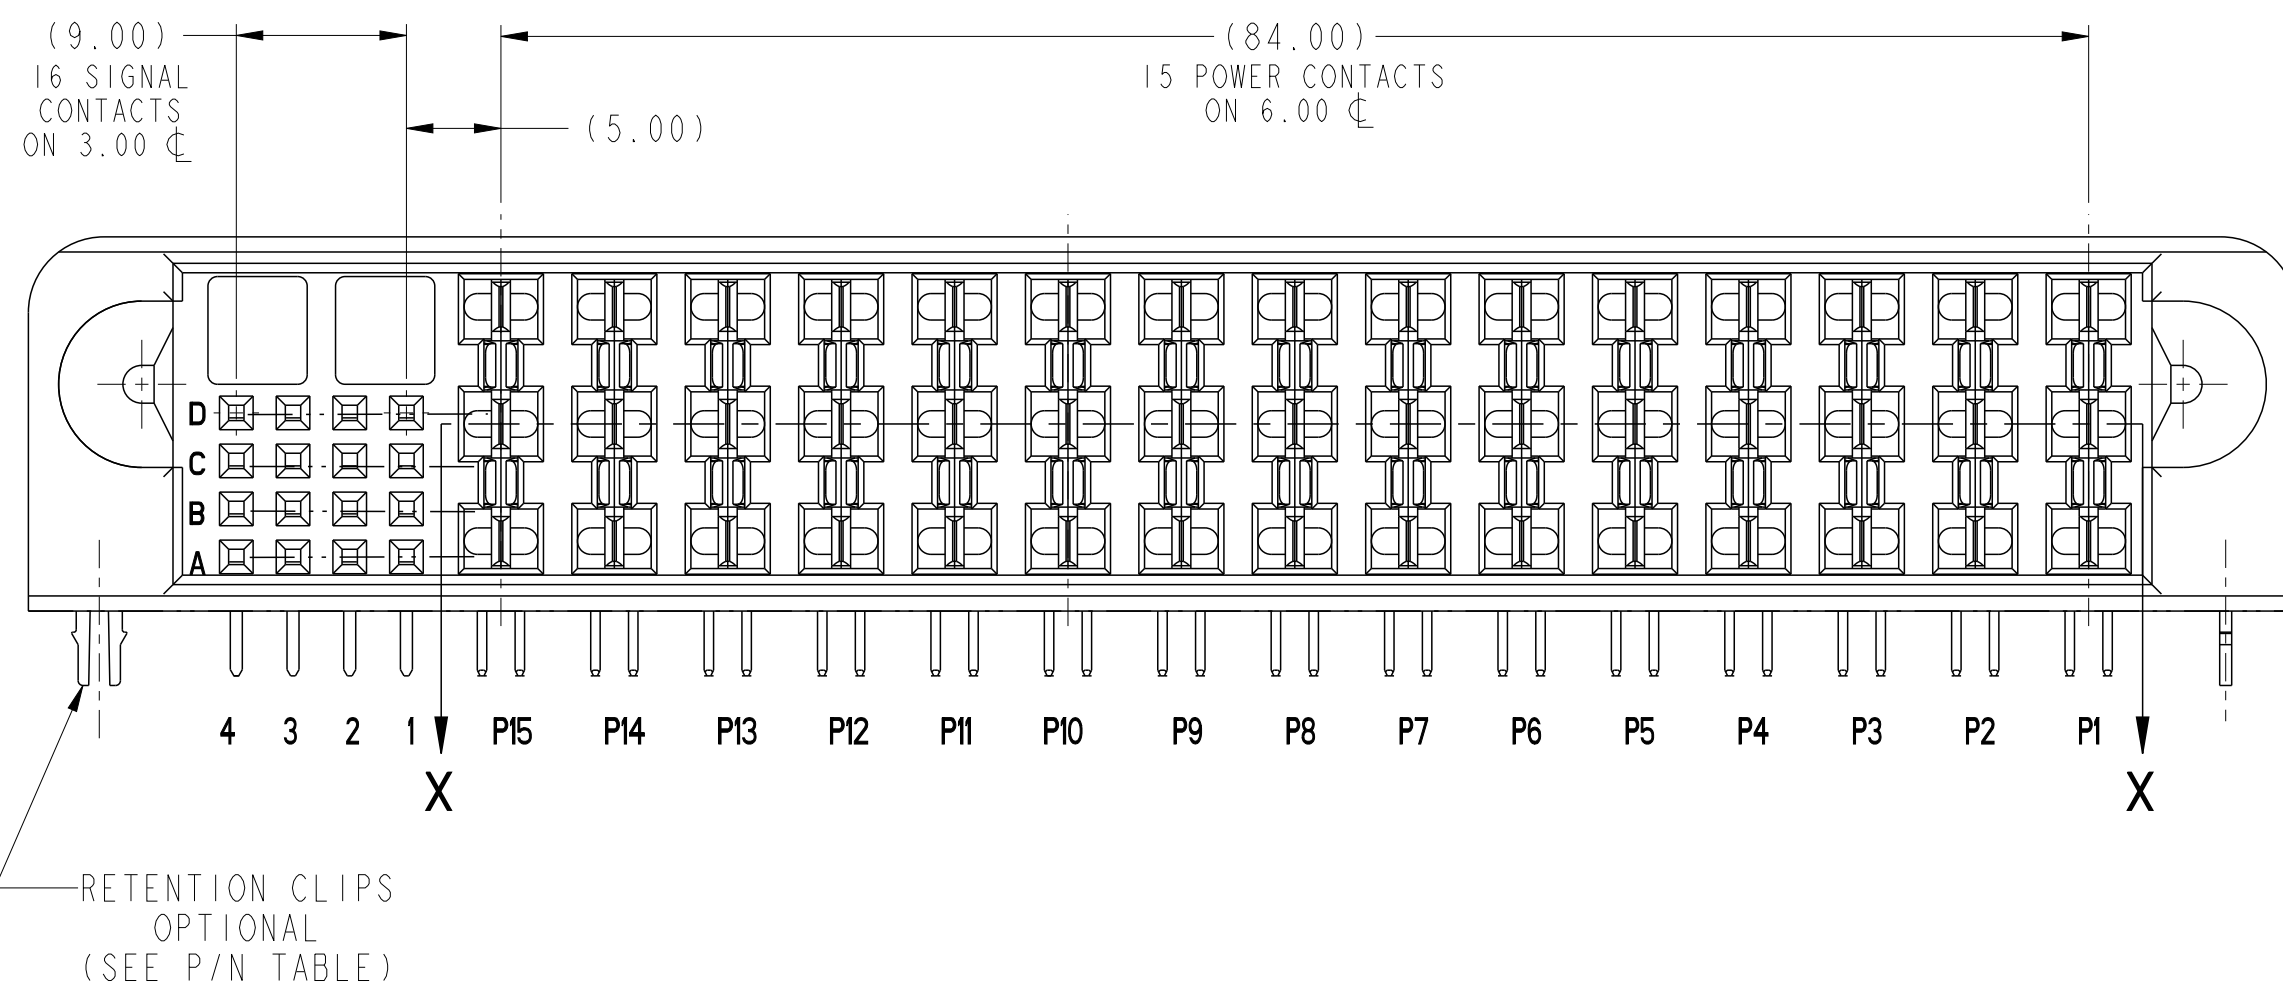 (9.00)
16 SIGNAL
CONTACTS
ON 3.00 ℄
(84.00)
15 POWER CONTACTS
ON 6.00 ℄
(5.00)
D
C
B
A
4 3 2 1 P15 P14 P13 P12 P11 P10 P9 P8 P7 P6 P5 P4 P3 P2 P1
X X
RETENTION CLIPS
OPTIONAL
(SEE P/N TABLE)